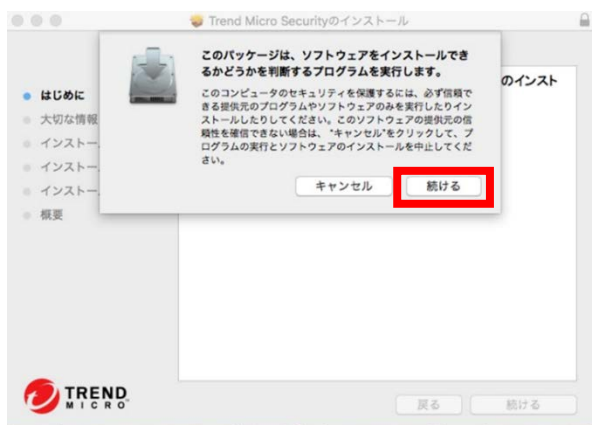 Trend Micro Securityのインストール
このパッケージは、ソフトウェアをインストールでき
るかどうかを判断するプログラムを実行します。
このコンピュータのセキュリティを保護するには、必ず信頼で
きる提供元のプログラムやソフトウェアのみを実行したりイン
ストールしたりしてください。このソフトウェアの提供元の信
頼性を確信できない場合は、"キャンセル"をクリックして、プ
ログラムの実行とソフトウェアのインストールを中止してくだ
さい。
キャンセル
続ける
のインスト
はじめに
大切な情報
インストー
インストー
インストー
概要
TREND
MICRO
戻る
続ける